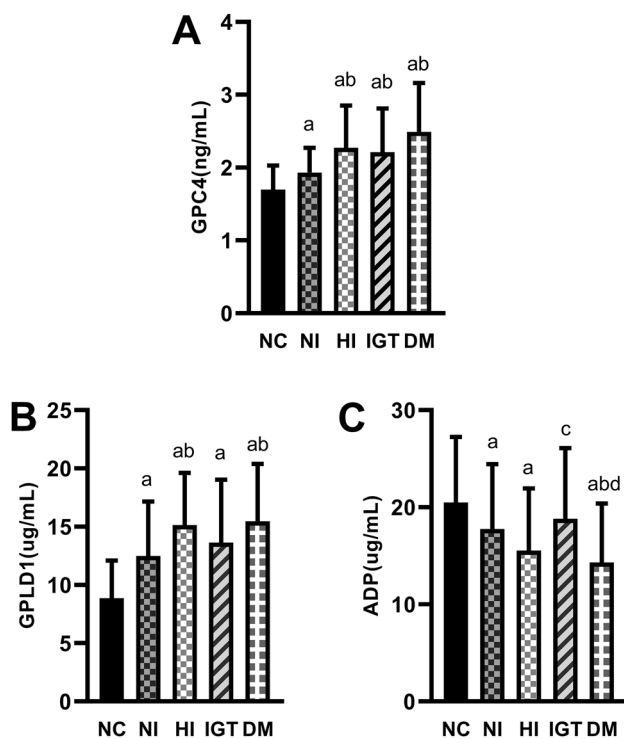 A
GPC4(ng/mL)
4
3
2
1
0
a
ab
ab
ab
NC NI HI IGT DM
B
GPLD1(ug/mL)
25
20
15
10
5
0
a
ab
a
ab
NC NI HI IGT DM
C
ADP(ug/mL)
30
20
10
0
a
a
c
abd
NC NI HI IGT DM